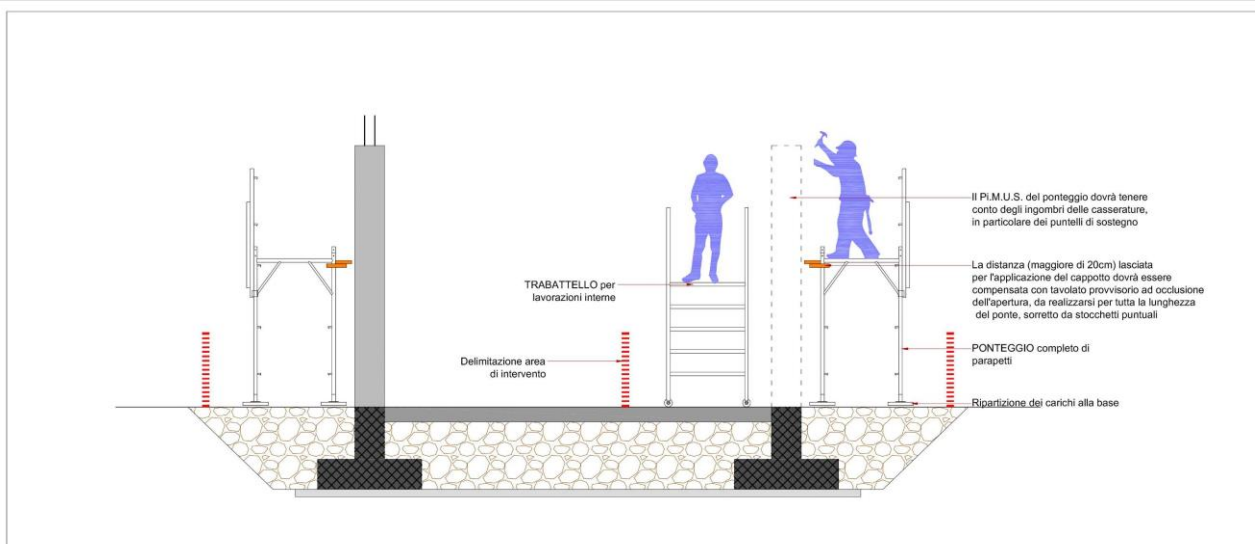 Il Pi.M.U.S. del ponteggio dovrà tenere
conto degli ingombri delle casserature,
in particolare dei puntelli di sostegno
La distanza (maggiore di 20cm) lasciata
per l'applicazione del cappotto dovrà essere
compensata con tavolato provvisorio ad occlusione
dell'apertura, da realizzarsi per tutta la lunghezza
del ponte, sorretto da stocchetti puntuali
TRABATTELLO per
lavorazioni interne
Delimitazione area
di intervento
PONTEGGIO completo di
parapetti
Ripartizione dei carichi alla base